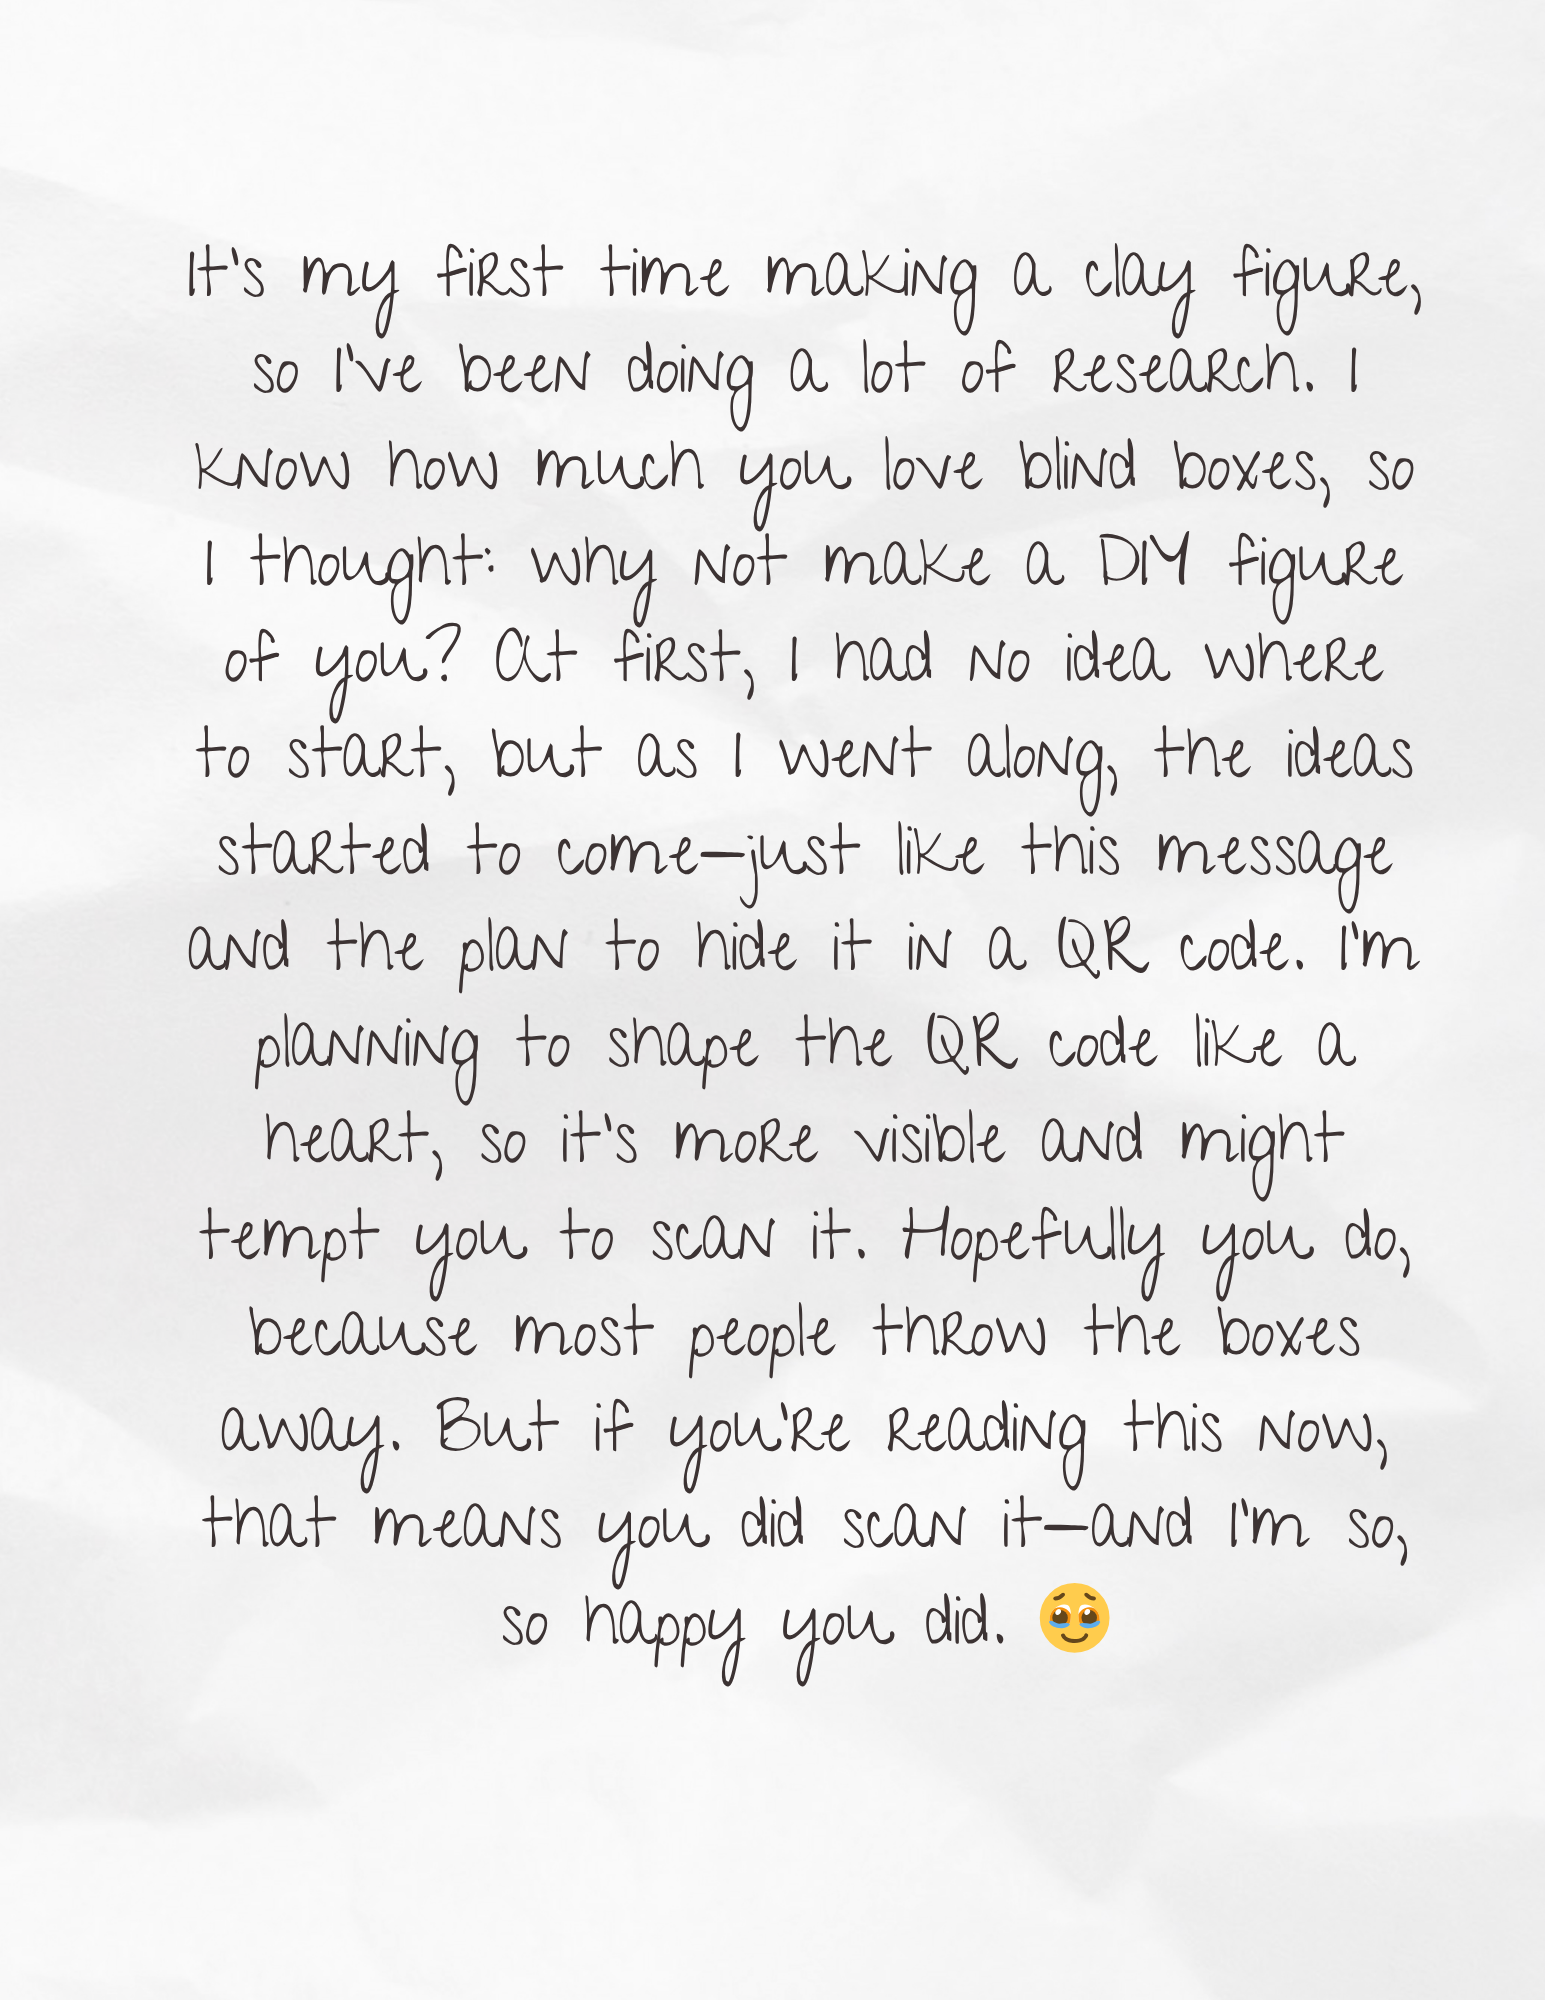 It's my first time making a clay figure,
so I've been doing a lot of research. I
know how much you love blind boxes, so
I thought: why not make a DIY figure
of you? At first, I had no idea where
to start, but as I went along, the ideas
started to come—just like this message
and the plan to hide it in a QR code. I'm
planning to shape the QR code like a
heart, so it's more visible and might
tempt you to scan it. Hopefully you do,
because most people throw the boxes
away. But if you're reading this now,
that means you did scan it—and I'm so,
so happy you did. 🥹